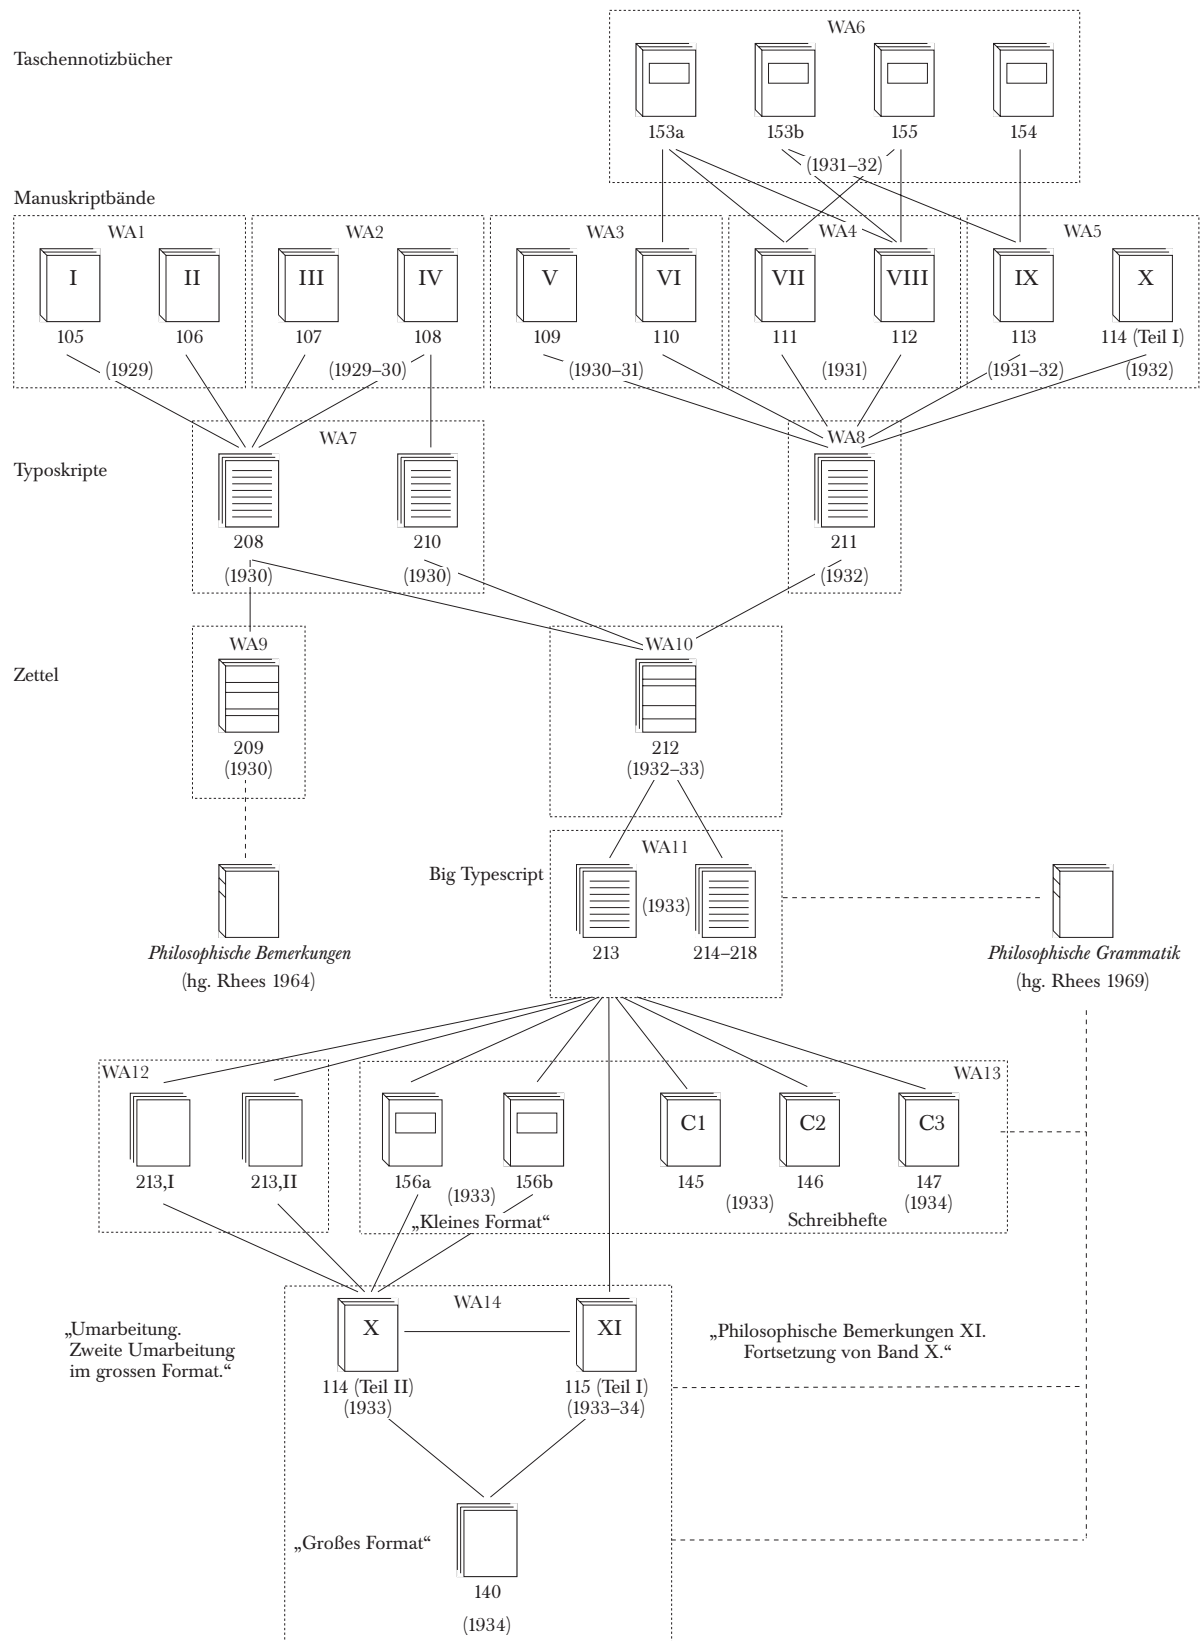 WA6
Taschennotizbücher
153a 153b 155 154
(1931–32)
Manuskriptbände
WA1 WA2 WA3 WA4 WA5
I II III IV V VI VII VIII IX X
105 106 107 108 109 110 111 112 113 114 (Teil I)
(1929) (1929–30) (1930–31) (1931) (1931–32) (1932)
WA7 WA8
Typoskripte
208 210 211
(1930) (1930) (1932)
WA9 WA10
Zettel
209 212
(1930) (1932–33)
WA11
Big Typescript
(1933)
213 214–218
Philosophische Bemerkungen
(hg. Rhees 1964)
Philosophische Grammatik
(hg. Rhees 1969)
WA12 WA13
C1 C2 C3
213,I 213,II 156a 156b 145 146 147
(1933) (1933) (1934)
„Kleines Format“ Schreibhefte
WA14
X XI
„Umarbeitung.
Zweite Umarbeitung
im grossen Format.“
„Philosophische Bemerkungen XI.
Fortsetzung von Band X.“
114 (Teil II) 115 (Teil I)
(1933) (1933–34)
„Großes Format“
140
(1934)